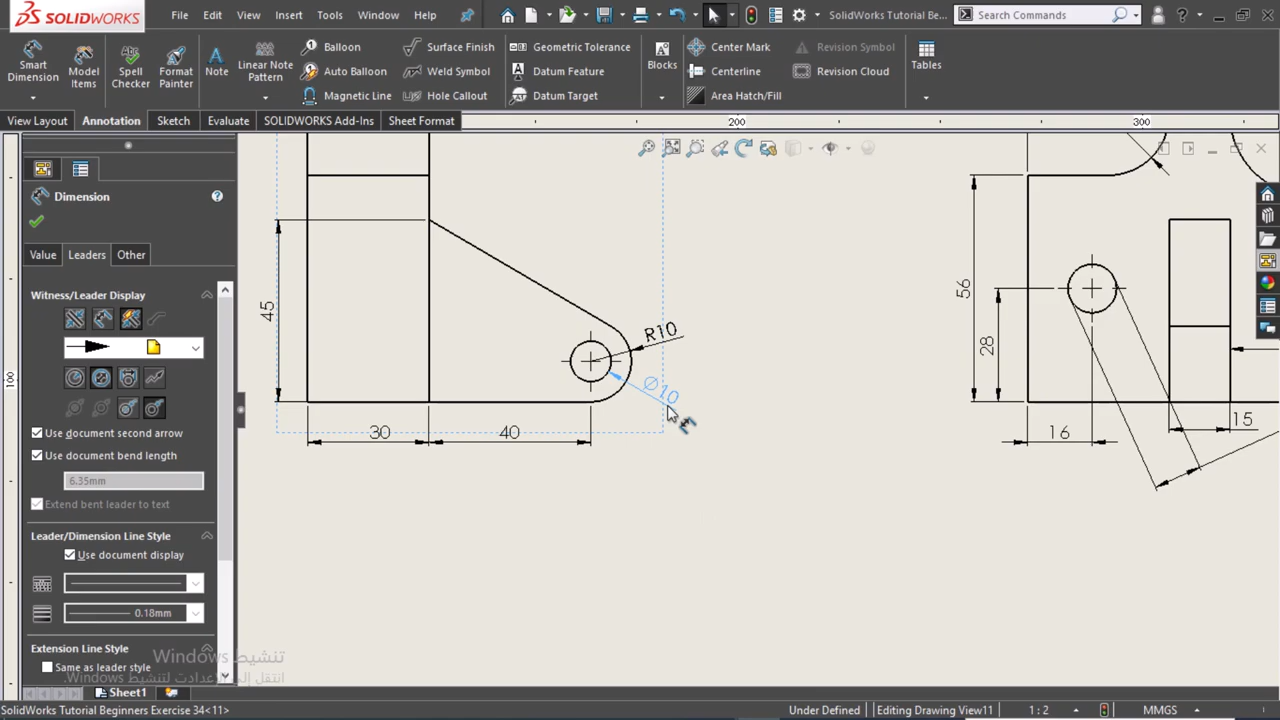 SOLIDWORKS
File Edit View Insert Tools Window Help
SolidWorks Tutorial Be...
Search Commands
Smart Dimension
Model Items
Spell Checker
Format Painter
Note
Linear Note Pattern
Balloon
Auto Balloon
Magnetic Line
Surface Finish
Weld Symbol
Hole Callout
Geometric Tolerance
Datum Feature
Datum Target
Blocks
Center Mark
Centerline
Area Hatch/Fill
Revision Symbol
Revision Cloud
Tables
View Layout Annotation Sketch Evaluate SOLIDWORKS Add-Ins Sheet Format
200
300
100
Dimension
Value Leaders Other
Witness/Leader Display
Use document second arrow
Use document bend length
6.35mm
Extend bent leader to text
Leader/Dimension Line Style
Use document display
0.18mm
Extension Line Style
Same as leader style
45
R10
∅10
30
40
56
28
16
15
تنشيط Windows
انتقل إلى الإعدادات لتنشيط Windows.
Sheet1
SolidWorks Tutorial Beginners Exercise 34<11>
Under Defined
Editing Drawing View11
1 : 2
MMGS